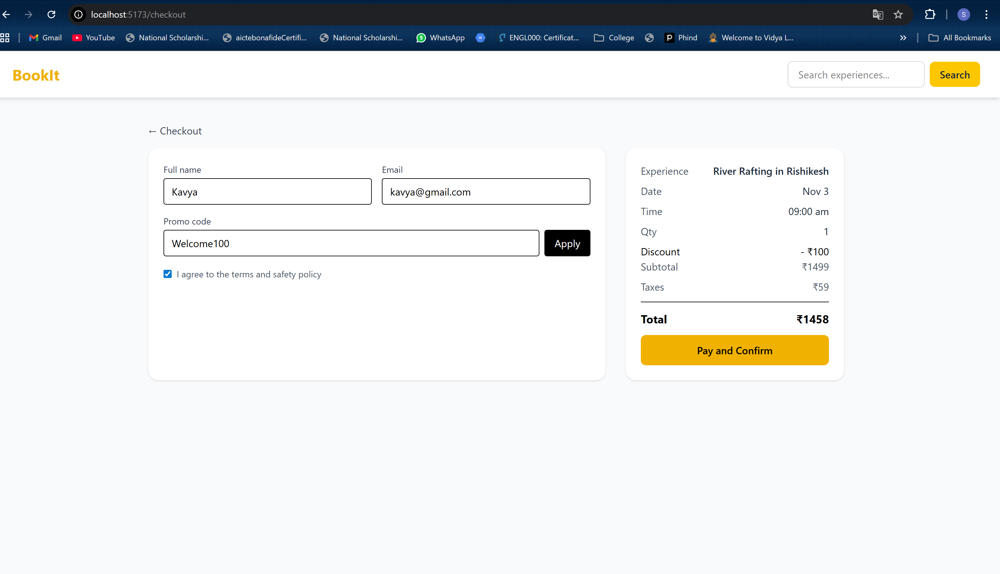 localhost:5173/checkout
S
Gmail
YouTube
National Scholarshi...
aictebonafideCertifi...
National Scholarshi...
9
WhatsApp
ENGL000: Certificat...
College
Phind
Welcome to Vidya L...
All Bookmarks
BookIt
Search experiences...
Search
← Checkout
Full name
Email
Kavya
kavya@gmail.com
Promo code
Welcome100
Apply
I agree to the terms and safety policy
Experience River Rafting in Rishikesh
Date Nov 3
Time 09:00 am
Qty 1
Discount - ₹100
Subtotal ₹1499
Taxes ₹59
Total ₹1458
Pay and Confirm